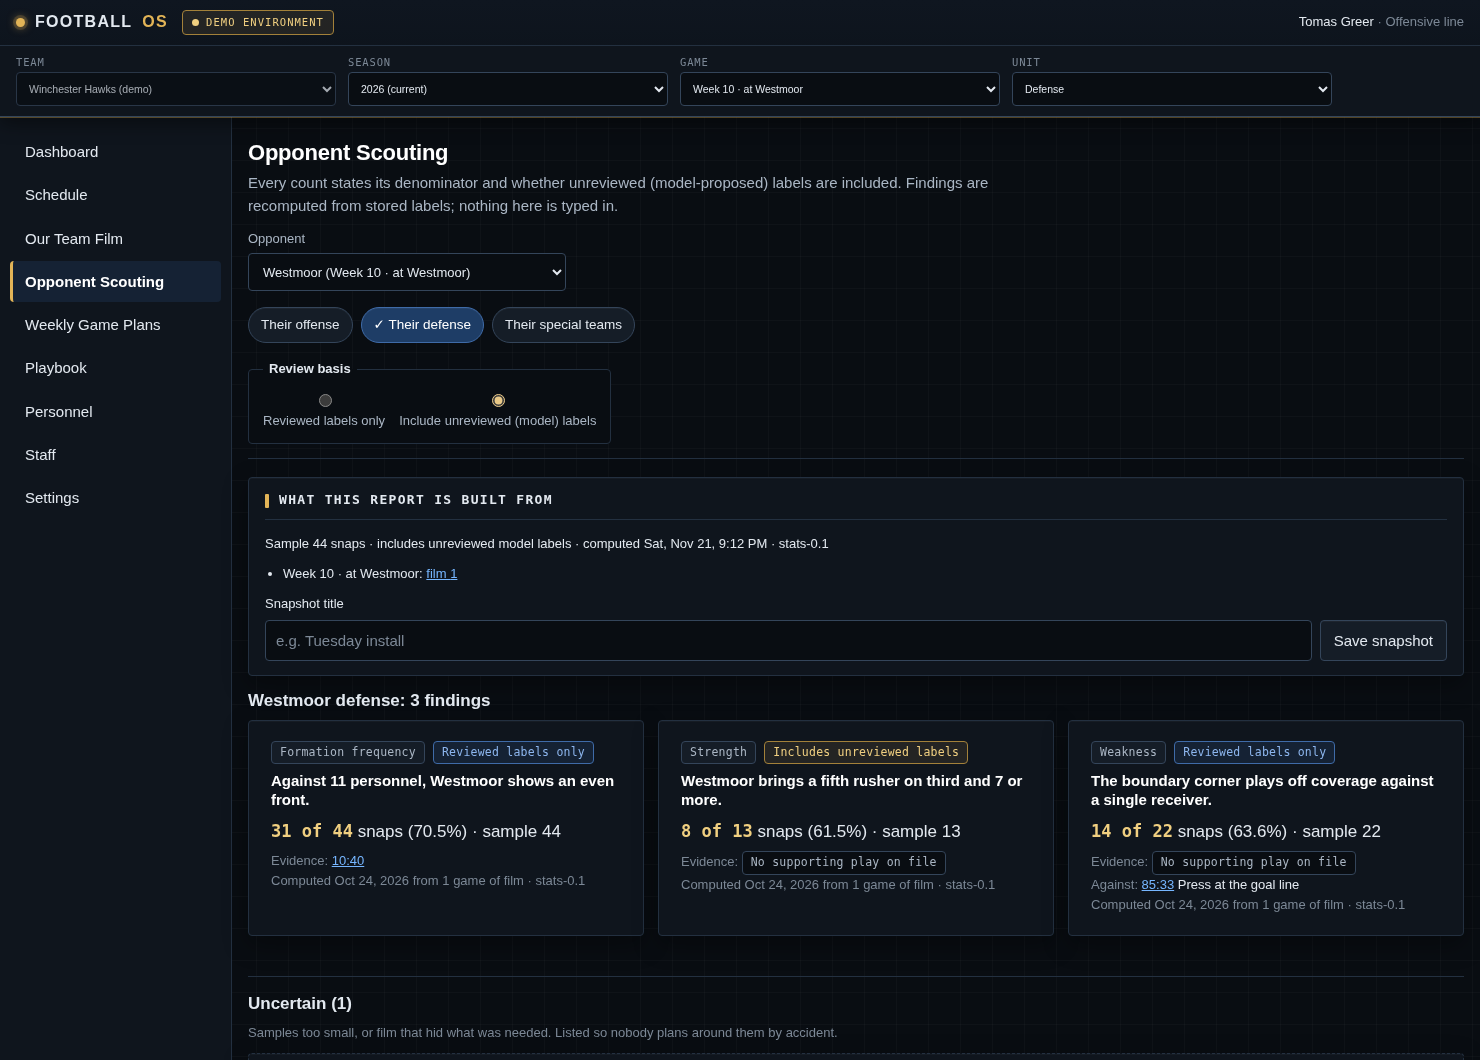 FOOTBALL OS
DEMO ENVIRONMENT
Tomas Greer · Offensive line
TEAM
Winchester Hawks (demo)
SEASON
2026 (current)
GAME
Week 10 · at Westmoor
UNIT
Defense
Dashboard
Schedule
Our Team Film
Opponent Scouting
Weekly Game Plans
Playbook
Personnel
Staff
Settings
Opponent Scouting
Every count states its denominator and whether unreviewed (model-proposed) labels are included. Findings are
recomputed from stored labels; nothing here is typed in.
Opponent
Westmoor (Week 10 · at Westmoor)
Their offense
✓ Their defense
Their special teams
Review basis
Reviewed labels only
Include unreviewed (model) labels
WHAT THIS REPORT IS BUILT FROM
Sample 44 snaps · includes unreviewed model labels · computed Sat, Nov 21, 9:12 PM · stats-0.1
• Week 10 · at Westmoor: film 1
Snapshot title
e.g. Tuesday install
Save snapshot
Westmoor defense: 3 findings
Formation frequency
Reviewed labels only
Against 11 personnel, Westmoor shows an even
front.
31 of 44 snaps (70.5%) · sample 44
Evidence: 10:40
Computed Oct 24, 2026 from 1 game of film · stats-0.1
Strength
Includes unreviewed labels
Westmoor brings a fifth rusher on third and 7 or
more.
8 of 13 snaps (61.5%) · sample 13
Evidence: No supporting play on file
Computed Oct 24, 2026 from 1 game of film · stats-0.1
Weakness
Reviewed labels only
The boundary corner plays off coverage against
a single receiver.
14 of 22 snaps (63.6%) · sample 22
Evidence: No supporting play on file
Against: 85:33 Press at the goal line
Computed Oct 24, 2026 from 1 game of film · stats-0.1
Uncertain (1)
Samples too small, or film that hid what was needed. Listed so nobody plans around them by accident.